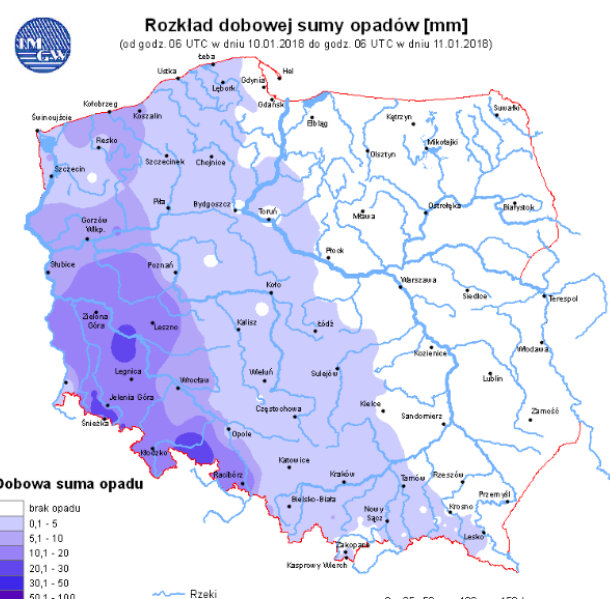 IMGW
Rozkład dobowej sumy opadów [mm]
(od godz. 06 UTC w dniu 10.01.2018 do godz. 06 UTC w dniu 11.01.2018)
Łeba
Ustka
Hel
Gdynia
Lębork
Kołobrzeg
Gdańsk
Suwałki
Świnoujście
Koszalin
Elbląg
Kętrzyn
Resko
Mikołajki
Olsztyn
Szczecinek
Chojnice
Szczecin
Piła
Bydgoszcz
Toruń
Mława
Ostrołęka
Białystok
Gorzów
Wlkp.
Płock
Słubice
Poznań
Koło
Warszawa
Siedlce
Terespol
Zielona
Góra
Leszno
Kalisz
Łódź
Kozienice
Włodawa
Legnica
Wrocław
Wieluń
Sulejów
Lublin
Jelenia Góra
Śnieżka
Częstochowa
Kielce
Sandomierz
Zamość
Opole
Kłodzko
Racibórz
Katowice
Kraków
Tarnów
Rzeszów
Przemyśl
Bielsko-Biała
Nowy
Sącz
Krosno
Lesko
Zakopane
Kasprowy Wierch
Dobowa suma opadu
brak opadu
0,1 - 5
5,1 - 10
10,1 - 20
20,1 - 30
30,1 - 50
50,1 - 100
Rzeki